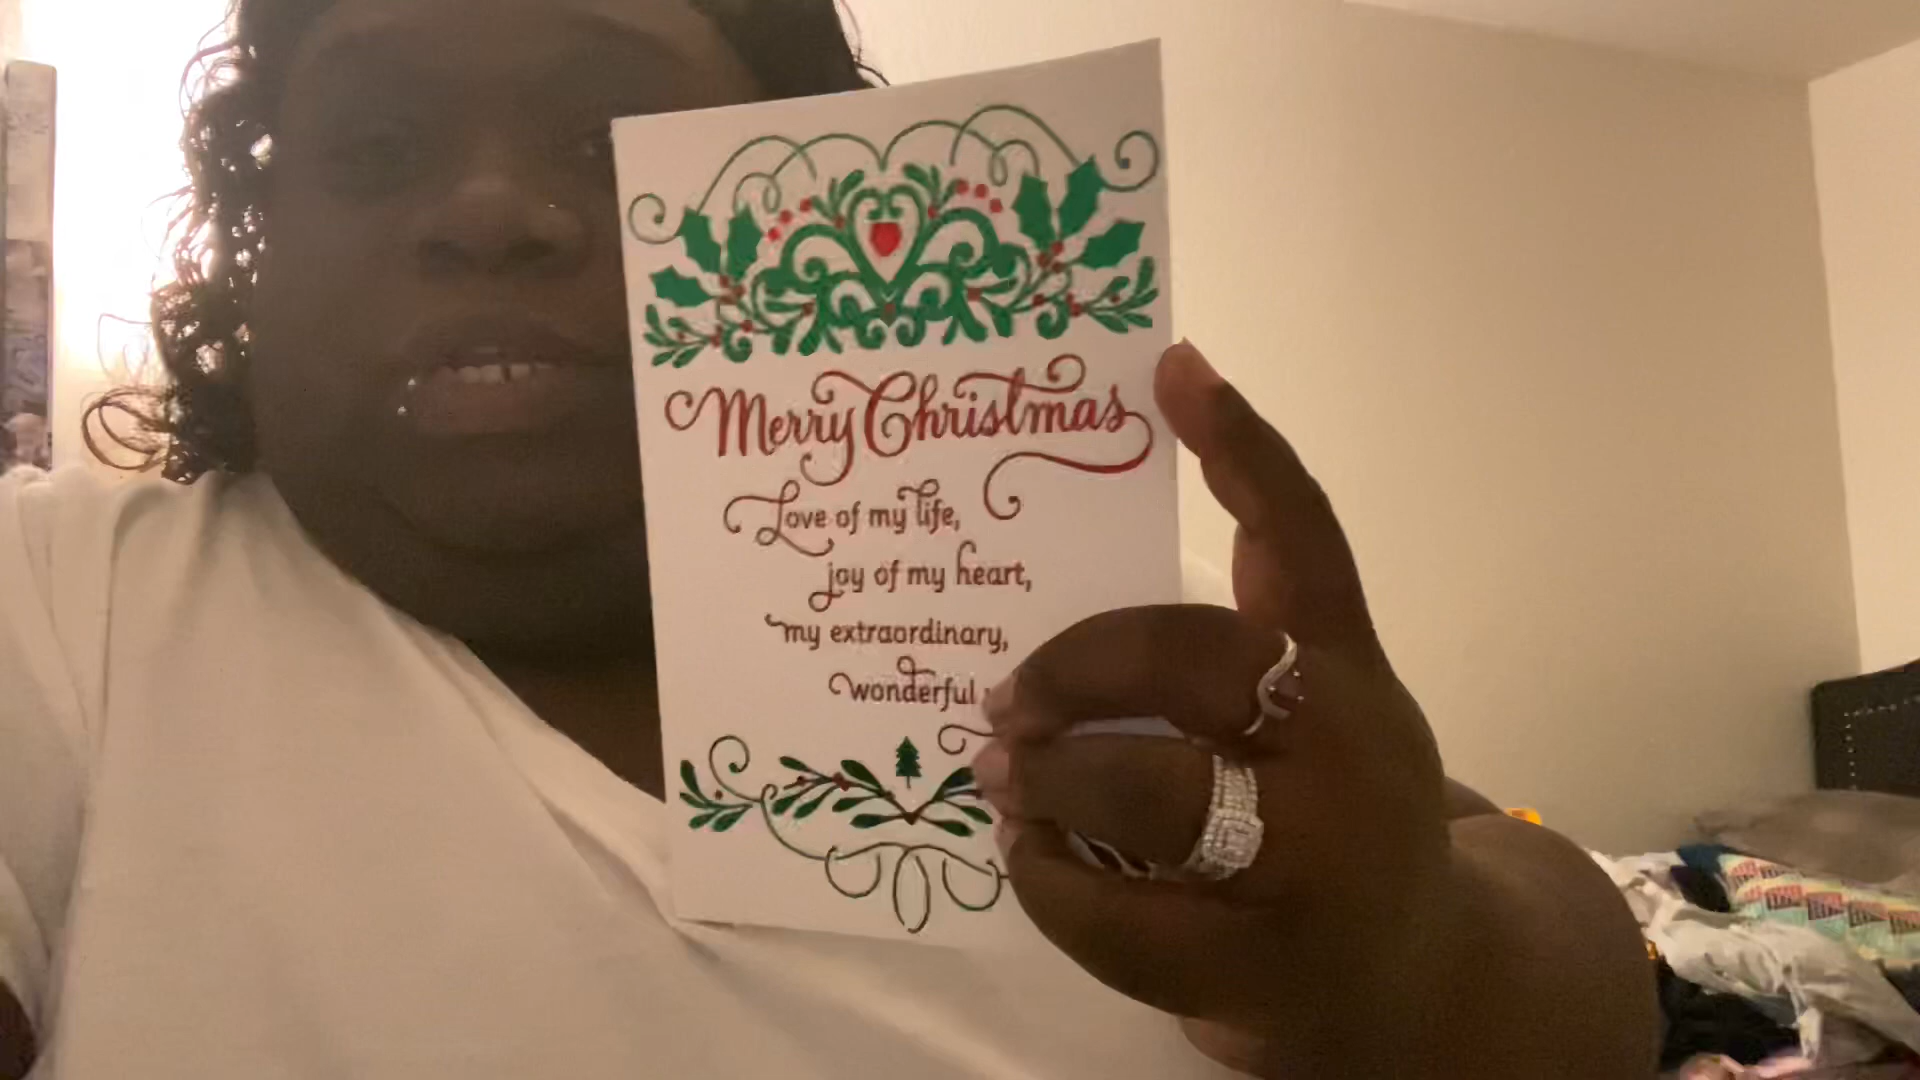 Merry Christmas
Love of my life,
joy of my heart,
my extraordinary,
wonderful